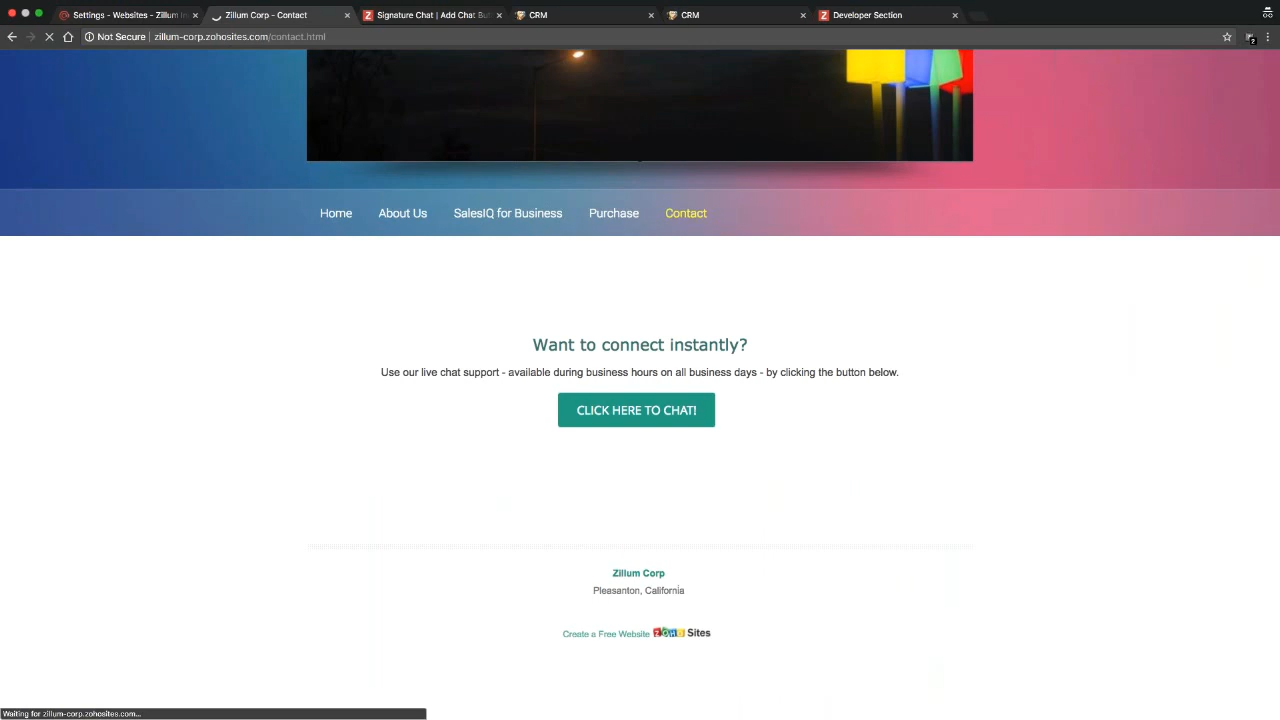 Settings - Websites - Zillum I
Zillum Corp - Contact
Signature Chat | Add Chat But
CRM
CRM
Developer Section
Not Secure | zillum-corp.zohosites.com/contact.html
Home
About Us
SalesIQ for Business
Purchase
Contact
Want to connect instantly?
Use our live chat support - available during business hours on all business days - by clicking the button below.
CLICK HERE TO CHAT!
Zillum Corp
Pleasanton, California
Create a Free Website ZOHO Sites
Waiting for zillum-corp.zohosites.com...